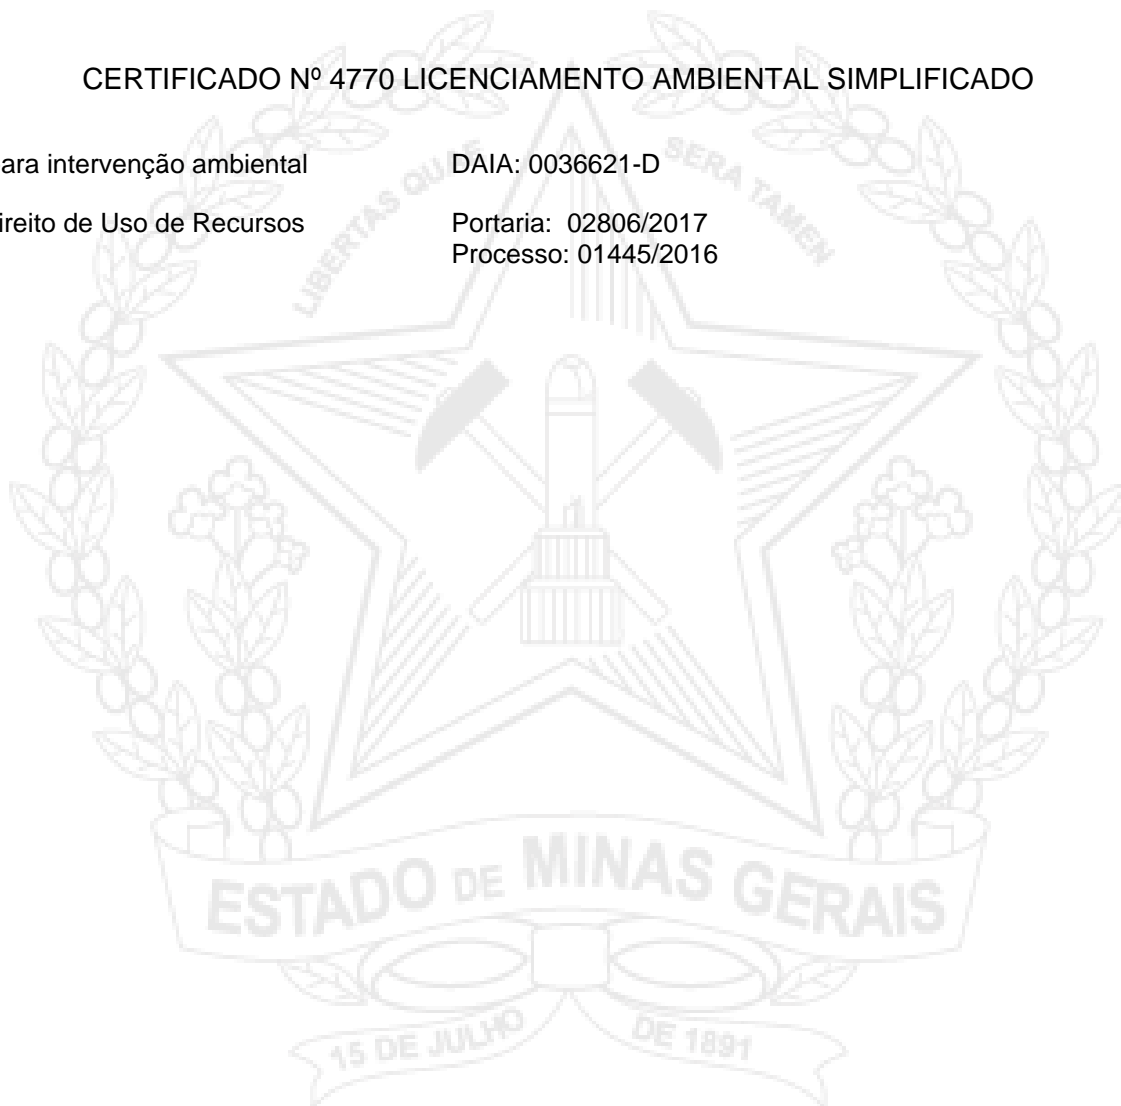 CERTIFICADO Nº 4770 LICENCIAMENTO AMBIENTAL SIMPLIFICADO
ara intervenção ambiental DAIA: 0036621-D
ireito de Uso de Recursos Portaria: 02806/2017
Processo: 01445/2016
LIBERTAS QUÆ SERA TAMEN
ESTADO DE MINAS GERAIS
15 DE JULHO DE 1891